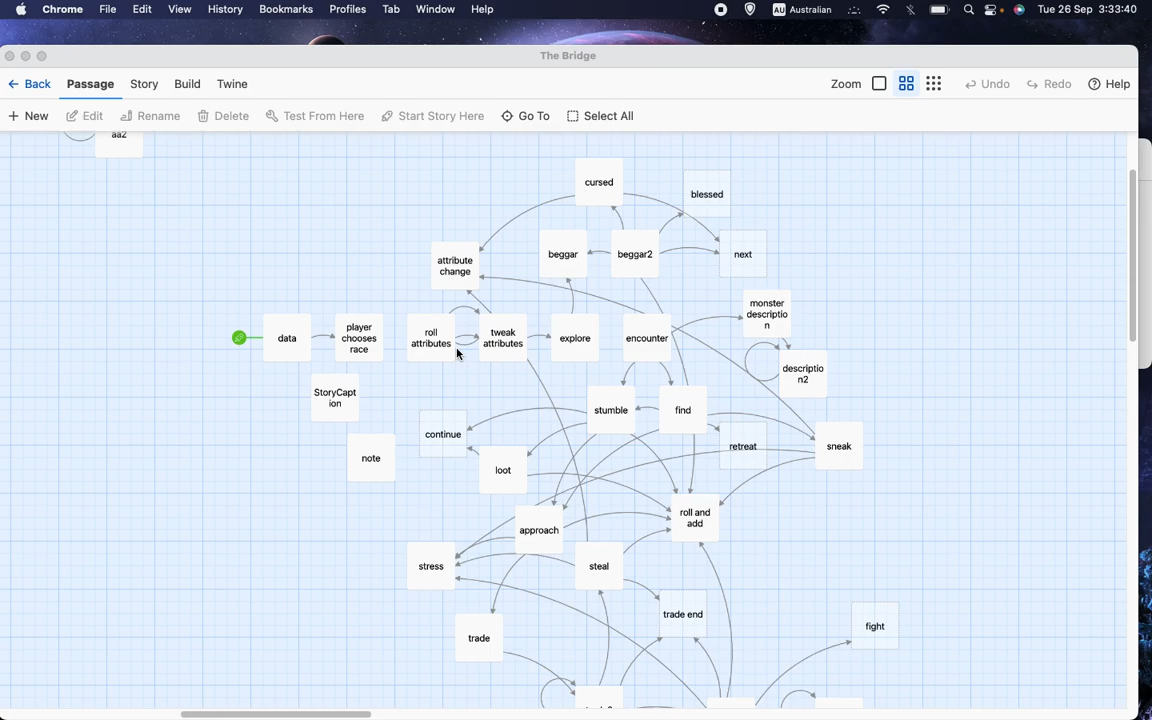 Chrome File Edit View History Bookmarks Profiles Tab Window Help AU Australian Tue 26 Sep 3:33:40
The Bridge
Back Passage Story Build Twine Zoom Undo Redo Help
New Edit Rename Delete Test From Here Start Story Here Go To Select All
aa2
cursed
blessed
attribute
change
beggar
beggar2
next
monster
descriptio
n
data
player
chooses
race
roll
attributes
tweak
attributes
explore
encounter
descriptio
n2
StoryCapt
ion
stumble
find
continue
retreat
sneak
note
loot
roll and
add
approach
stress
steal
trade end
fight
trade